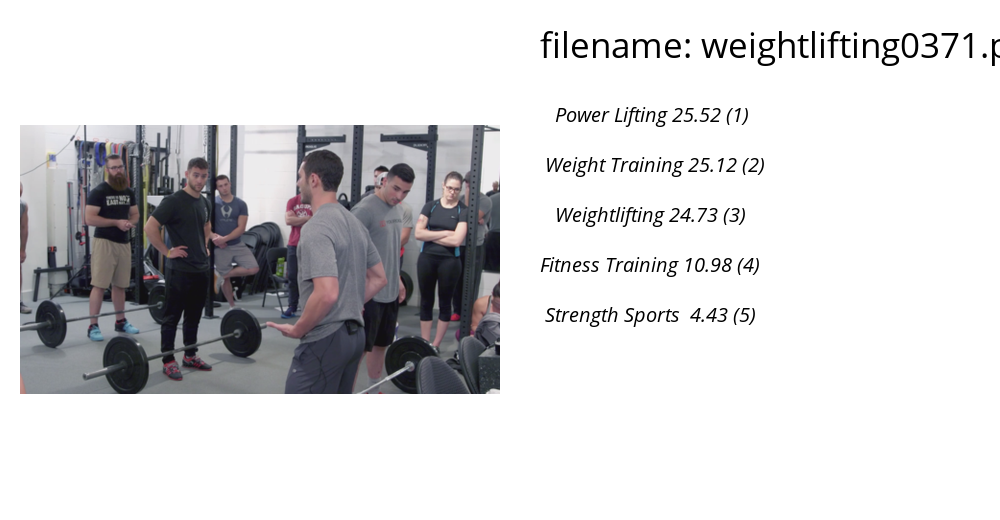 filename: weightlifting0371.p
Power Lifting 25.52 (1)
Weight Training 25.12 (2)
Weightlifting 24.73 (3)
Fitness Training 10.98 (4)
Strength Sports 4.43 (5)